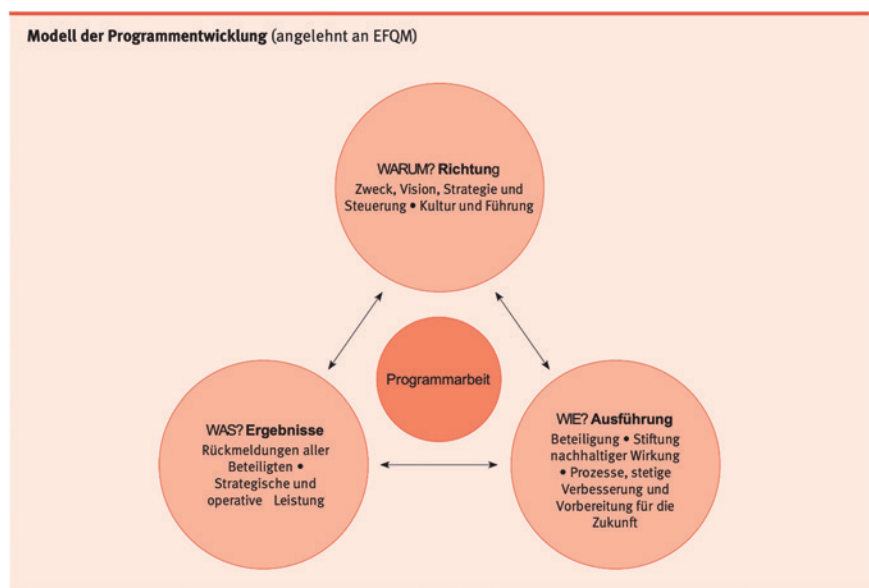 Modell der Programmentwicklung (angelehnt an EFQM)
WARUM? Richtung
Zweck, Vision, Strategie und
Steuerung • Kultur und Führung
Programmarbeit
WAS? Ergebnisse
Rückmeldungen aller
Beteiligten •
Strategische und
operative Leistung
WIE? Ausführung
Beteiligung • Stiftung
nachhaltiger Wirkung
• Prozesse, stetige
Verbesserung und
Vorbereitung für die
Zukunft